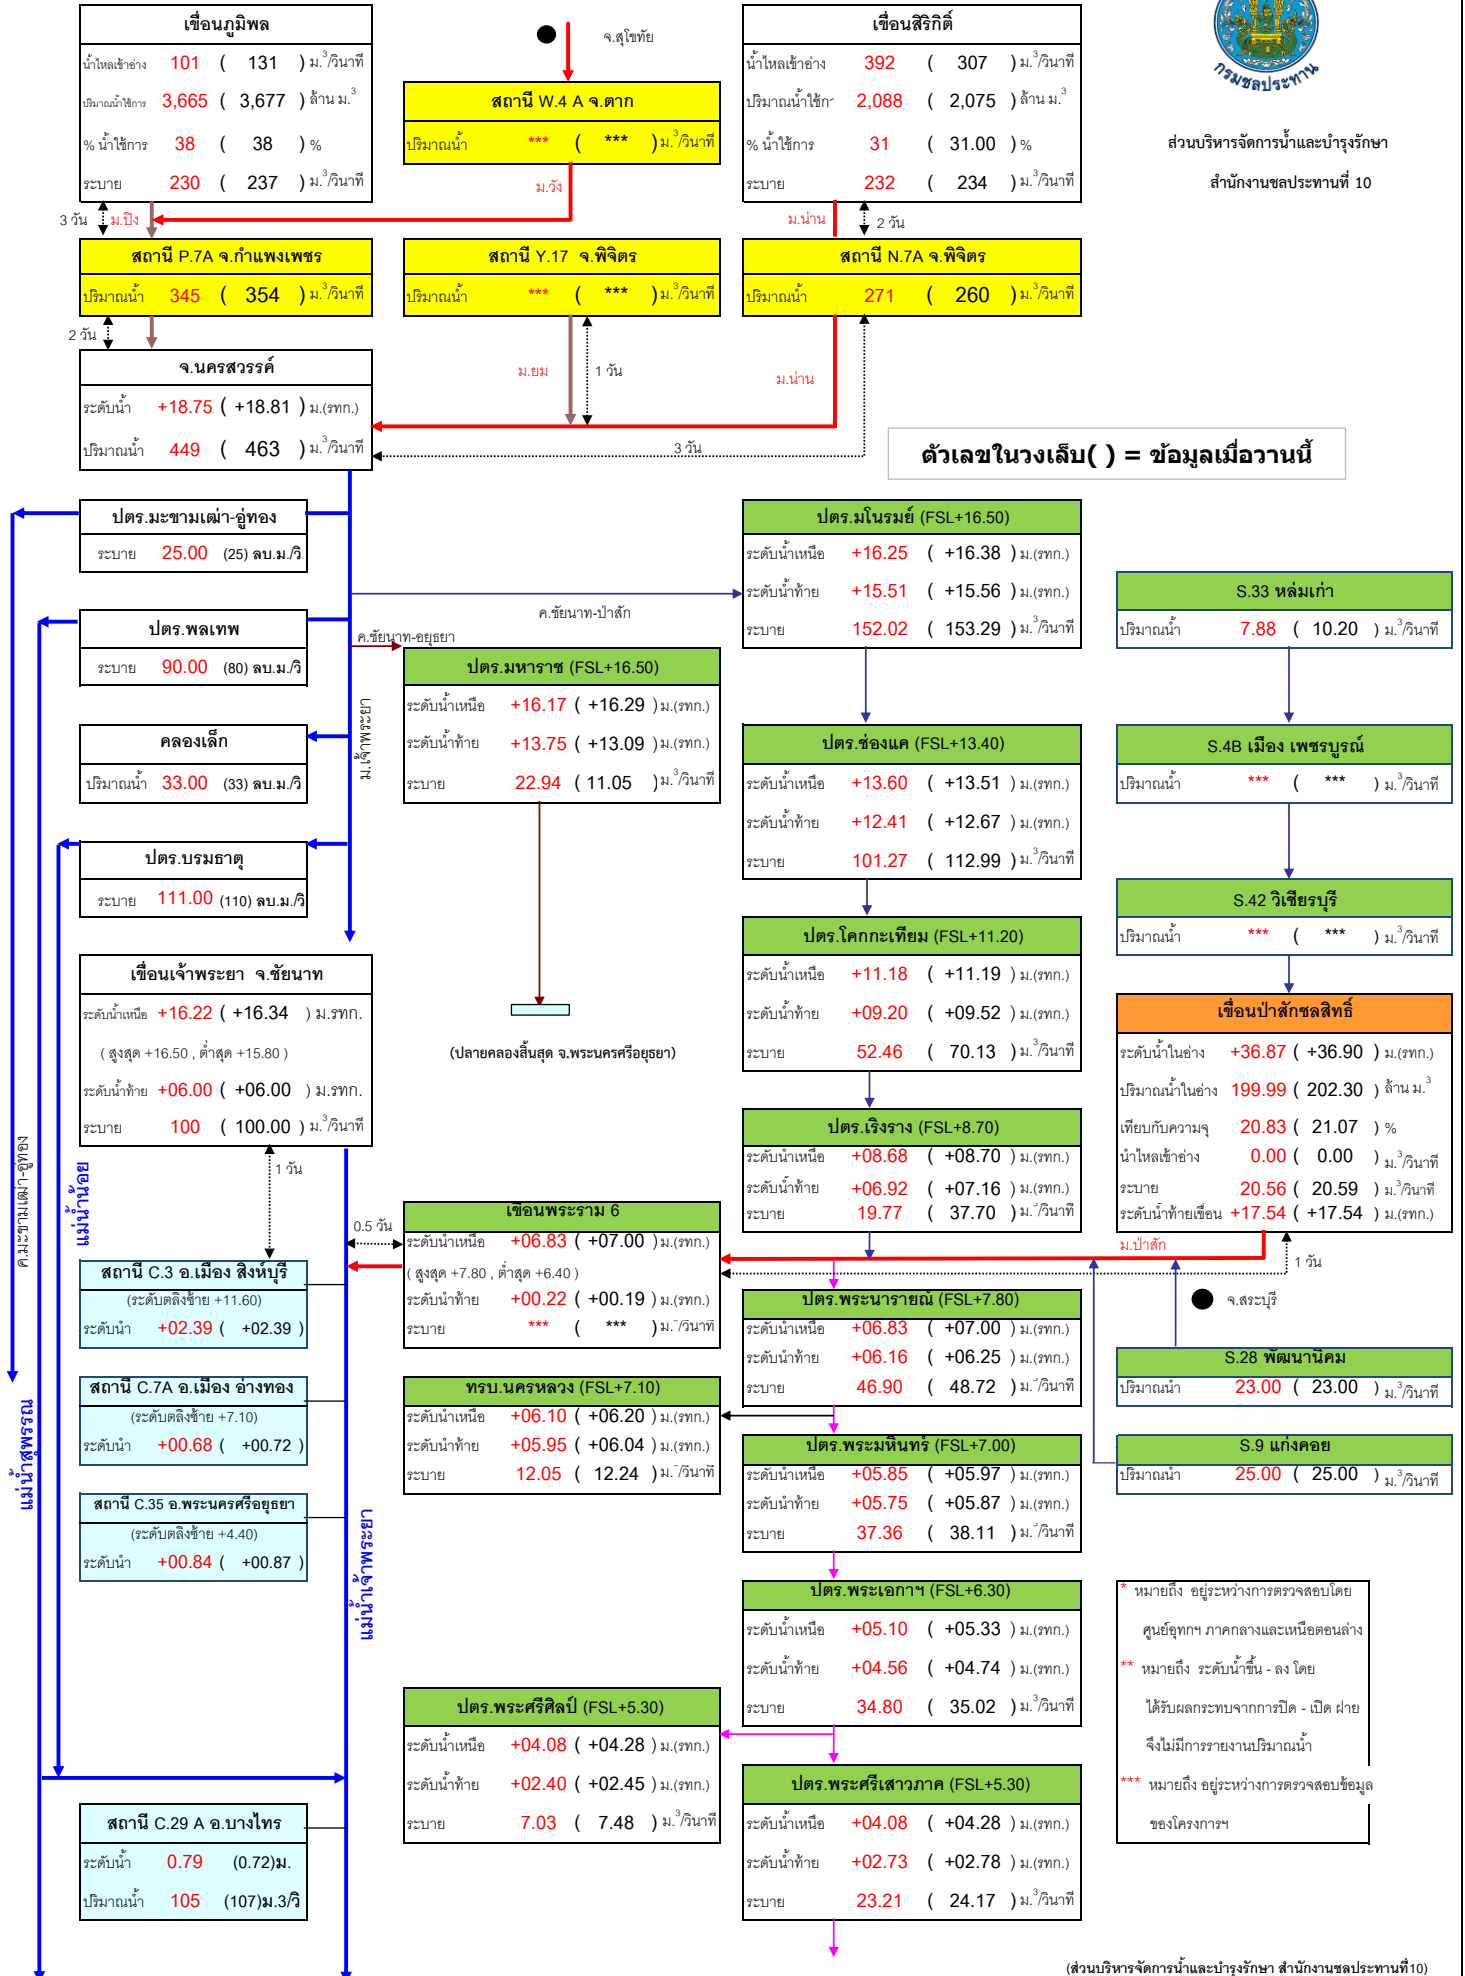 เขื่อนภูมิพล
น้ำไหลเข้าอ่าง 101 ( 131 ) ม.³/วินาที
ปริมาณน้ำใช้การ 3,665 ( 3,677 ) ล้าน ม.³
% น้ำใช้การ 38 ( 38 ) %
ระบาย 230 ( 237 ) ม.³/วินาที
จ.สุโขทัย
สถานี W.4 A จ.ตาก
ปริมาณน้ำ *** ( *** ) ม.³/วินาที
เขื่อนสิริกิติ์
น้ำไหลเข้าอ่าง 392 ( 307 ) ม.³/วินาที
ปริมาณน้ำใช้กา 2,088 ( 2,075 ) ล้าน ม.³
% น้ำใช้การ 31 ( 31.00 ) %
ระบาย 232 ( 234 ) ม.³/วินาที
กรมชลประทาน
ส่วนบริหารจัดการน้ำและบำรุงรักษา
สำนักงานชลประทานที่ 10
3 วัน
ม.ปิง
ม.วัง
ม.น่าน
2 วัน
สถานี P.7A จ.กำแพงเพชร
ปริมาณน้ำ 345 ( 354 ) ม.³/วินาที
สถานี Y.17 จ.พิจิตร
ปริมาณน้ำ *** ( *** ) ม.³/วินาที
สถานี N.7A จ.พิจิตร
ปริมาณน้ำ 271 ( 260 ) ม.³/วินาที
2 วัน
ม.ยม
1 วัน
ม.น่าน
จ.นครสวรรค์
ระดับน้ำ +18.75 ( +18.81 ) ม.(รทก.)
ปริมาณน้ำ 449 ( 463 ) ม.³/วินาที
3 วัน
ตัวเลขในวงเล็บ( ) = ข้อมูลเมื่อวานนี้
ปตร.มะขามเฒ่า-อู่ทอง
ระบาย 25.00 (25) ลบ.ม./วิ
ปตร.พลเทพ
ระบาย 90.00 (80) ลบ.ม./วิ
คลองเล็ก
ปริมาณน้ำ 33.00 (33) ลบ.ม./วิ
ปตร.บรมธาตุ
ระบาย 111.00 (110) ลบ.ม./วิ
ม.เจ้าพระยา
ค.ชัยนาท-ป่าสัก
ค.ชัยนาท-อยุธยา
ปตร.มหาราช (FSL+16.50)
ระดับน้ำเหนือ +16.17 ( +16.29 ) ม.(รทก.)
ระดับน้ำท้าย +13.75 ( +13.09 ) ม.(รทก.)
ระบาย 22.94 ( 11.05 ) ม.³/วินาที
(ปลายคลองสิ้นสุด จ.พระนครศรีอยุธยา)
ปตร.มโนรมย์ (FSL+16.50)
ระดับน้ำเหนือ +16.25 ( +16.38 ) ม.(รทก.)
ระดับน้ำท้าย +15.51 ( +15.56 ) ม.(รทก.)
ระบาย 152.02 ( 153.29 ) ม.³/วินาที
ปตร.ช่องแค (FSL+13.40)
ระดับน้ำเหนือ +13.60 ( +13.51 ) ม.(รทก.)
ระดับน้ำท้าย +12.41 ( +12.67 ) ม.(รทก.)
ระบาย 101.27 ( 112.99 ) ม.³/วินาที
ปตร.โคกกะเทียม (FSL+11.20)
ระดับน้ำเหนือ +11.18 ( +11.19 ) ม.(รทก.)
ระดับน้ำท้าย +09.20 ( +09.52 ) ม.(รทก.)
ระบาย 52.46 ( 70.13 ) ม.³/วินาที
ปตร.เริงราง (FSL+8.70)
ระดับน้ำเหนือ +08.68 ( +08.70 ) ม.(รทก.)
ระดับน้ำท้าย +06.92 ( +07.16 ) ม.(รทก.)
ระบาย 19.77 ( 37.70 ) ม.³/วินาที
S.33 หล่มเก่า
ปริมาณน้ำ 7.88 ( 10.20 ) ม.³/วินาที
S.4B เมือง เพชรบูรณ์
ปริมาณน้ำ *** ( *** ) ม.³/วินาที
S.42 วิเชียรบุรี
ปริมาณน้ำ *** ( *** ) ม.³/วินาที
เขื่อนป่าสักชลสิทธิ์
ระดับน้ำในอ่าง +36.87 ( +36.90 ) ม.(รทก.)
ปริมาณน้ำในอ่าง 199.99 ( 202.30 ) ล้าน ม.³
เทียบกับความจุ 20.83 ( 21.07 ) %
น้ำไหลเข้าอ่าง 0.00 ( 0.00 ) ม.³/วินาที
ระบาย 20.56 ( 20.59 ) ม.³/วินาที
ระดับน้ำท้ายเขื่อน +17.54 ( +17.54 ) ม.(รทก.)
เขื่อนเจ้าพระยา จ.ชัยนาท
ระดับน้ำเหนือ +16.22 ( +16.34 ) ม.รทก.
( สูงสุด +16.50 , ต่ำสุด +15.80 )
ระดับน้ำท้าย +06.00 ( +06.00 ) ม.รทก.
ระบาย 100 ( 100.00 ) ม.³/วินาที
1 วัน
0.5 วัน
ค.มะขามเฒ่า-อู่ทอง
แม่น้ำน้อย
แม่น้ำสุพรรณ
แม่น้ำเจ้าพระยา
เขื่อนพระราม 6
ระดับน้ำเหนือ +06.83 ( +07.00 ) ม.(รทก.)
( สูงสุด +7.80 , ต่ำสุด +6.40 )
ระดับน้ำท้าย +00.22 ( +00.19 ) ม.(รทก.)
ระบาย *** ( *** ) ม.³/วินาที
ม.ป่าสัก
1 วัน
จ.สระบุรี
สถานี C.3 อ.เมือง สิงห์บุรี
(ระดับตลิ่งซ้าย +11.60)
ระดับน้ำ +02.39 ( +02.39 )
สถานี C.7A อ.เมือง อ่างทอง
(ระดับตลิ่งซ้าย +7.10)
ระดับน้ำ +00.68 ( +00.72 )
สถานี C.35 อ.พระนครศรีอยุธยา
(ระดับตลิ่งซ้าย +4.40)
ระดับน้ำ +00.84 ( +00.87 )
ทรบ.นครหลวง (FSL+7.10)
ระดับน้ำเหนือ +06.10 ( +06.20 ) ม.(รทก.)
ระดับน้ำท้าย +05.95 ( +06.04 ) ม.(รทก.)
ระบาย 12.05 ( 12.24 ) ม.³/วินาที
ปตร.พระนารายณ์ (FSL+7.80)
ระดับน้ำเหนือ +06.83 ( +07.00 ) ม.(รทก.)
ระดับน้ำท้าย +06.16 ( +06.25 ) ม.(รทก.)
ระบาย 46.90 ( 48.72 ) ม.³/วินาที
ปตร.พระมหินทร์ (FSL+7.00)
ระดับน้ำเหนือ +05.85 ( +05.97 ) ม.(รทก.)
ระดับน้ำท้าย +05.75 ( +05.87 ) ม.(รทก.)
ระบาย 37.36 ( 38.11 ) ม.³/วินาที
S.28 พัฒนานิคม
ปริมาณน้ำ 23.00 ( 23.00 ) ม.³/วินาที
S.9 แก่งคอย
ปริมาณน้ำ 25.00 ( 25.00 ) ม.³/วินาที
ปตร.พระเอกาฯ (FSL+6.30)
ระดับน้ำเหนือ +05.10 ( +05.33 ) ม.(รทก.)
ระดับน้ำท้าย +04.56 ( +04.74 ) ม.(รทก.)
ระบาย 34.80 ( 35.02 ) ม.³/วินาที
ปตร.พระศรีศิลป์ (FSL+5.30)
ระดับน้ำเหนือ +04.08 ( +04.28 ) ม.(รทก.)
ระดับน้ำท้าย +02.40 ( +02.45 ) ม.(รทก.)
ระบาย 7.03 ( 7.48 ) ม.³/วินาที
ปตร.พระศรีเสาวภาค (FSL+5.30)
ระดับน้ำเหนือ +04.08 ( +04.28 ) ม.(รทก.)
ระดับน้ำท้าย +02.73 ( +02.78 ) ม.(รทก.)
ระบาย 23.21 ( 24.17 ) ม.³/วินาที
* หมายถึง อยู่ระหว่างการตรวจสอบโดย
ศูนย์อุทกฯ ภาคกลางและเหนือตอนล่าง
** หมายถึง ระดับน้ำขึ้น - ลง โดย
ได้รับผลกระทบจากการปิด - เปิด ฝาย
จึงไม่มีการรายงานปริมาณน้ำ
*** หมายถึง อยู่ระหว่างการตรวจสอบข้อมูล
ของโครงการฯ
สถานี C.29 A อ.บางไทร
ระดับน้ำ 0.79 (0.72)ม.
ปริมาณน้ำ 105 (107)ม.3/วิ
(ส่วนบริหารจัดการน้ำและบำรุงรักษา สำนักงานชลประทานที่10)